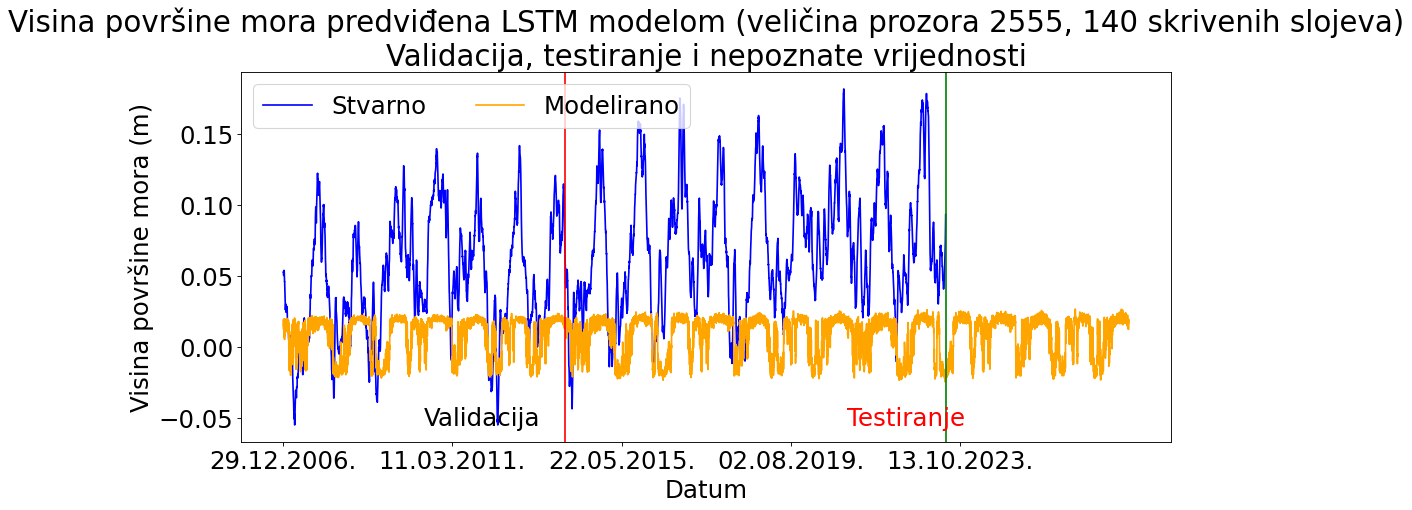 Visina površine mora predviđena LSTM modelom (veličina prozora 2555, 140 skrivenih slojeva)
Validacija, testiranje i nepoznate vrijednosti
Stvarno
Modelirano
Visina površine mora (m)
0.15
0.10
0.05
0.00
−0.05
Validacija
Testiranje
29.12.2006.
11.03.2011.
22.05.2015.
02.08.2019.
13.10.2023.
Datum